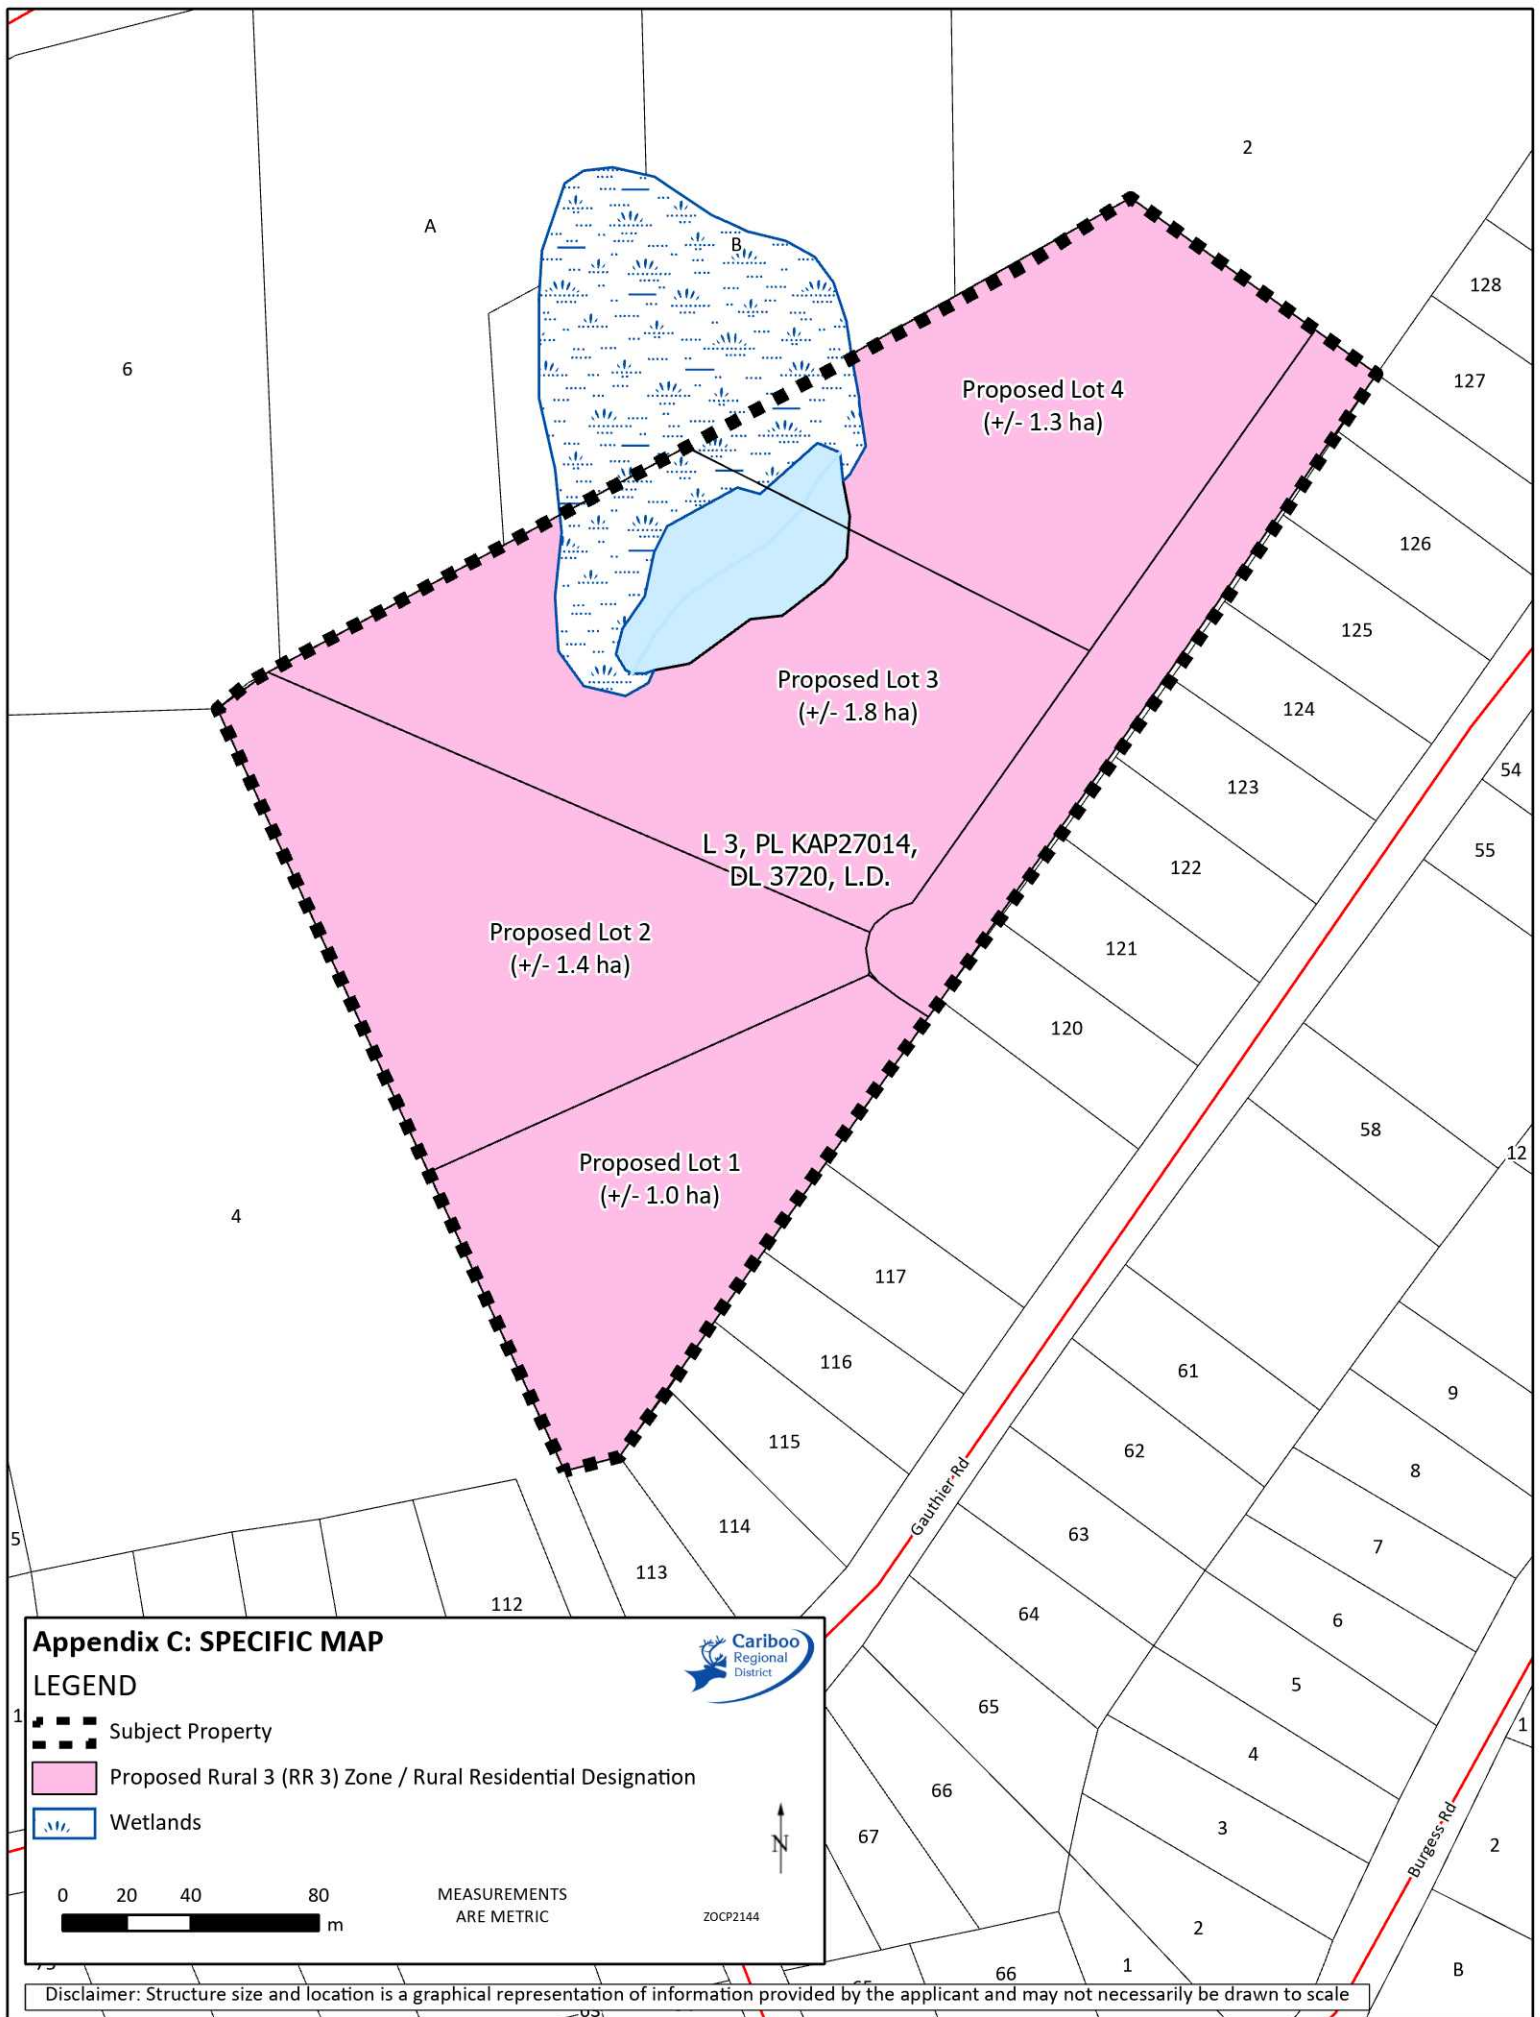 2
A
B
128
6
127
Proposed Lot 4
(+/- 1.3 ha)
126
125
Proposed Lot 3
(+/- 1.8 ha)
124
54
123
L 3, PL KAP27014,
DL 3720, L.D.
55
122
Proposed Lot 2
(+/- 1.4 ha)
121
120
58
12
Proposed Lot 1
(+/- 1.0 ha)
4
117
116
61
9
115
62
8
Gauthier Rd
114
63
7
5
113
112
64
6
65
5
1
1
4
66
3
67
2
Burgess Rd
2
1
B
66
Appendix C: SPECIFIC MAP
Cariboo
Regional
District
LEGEND
Subject Property
Proposed Rural 3 (RR 3) Zone / Rural Residential Designation
Wetlands
N
0 20 40 80
m
MEASUREMENTS
ARE METRIC
ZOCP2144
Disclaimer: Structure size and location is a graphical representation of information provided by the applicant and may not necessarily be drawn to scale